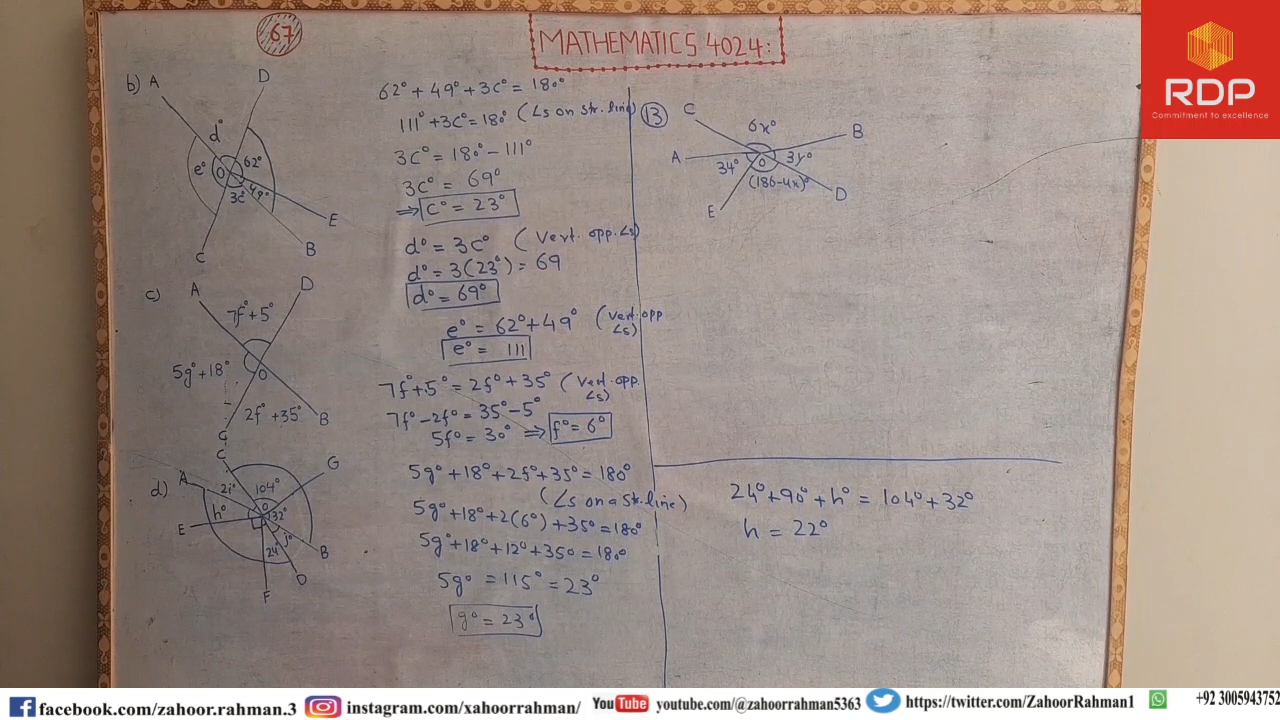 67
MATHEMATICS 4024:
RDP
Commitment to excellence
b)
A
D
d°
e°
62°
O
3c°
49°
E
B
C
62° + 49° + 3c° = 180°
111° + 3c° = 180° (∠s on str. line)
3c° = 180° - 111°
3c° = 69°
⇒ c° = 23°
d° = 3c° (Vert. opp. ∠s)
d° = 3(23°) = 69
d° = 69°
e° = 62° + 49° (Vert. opp ∠s)
e° = 111
c)
A
D
7f° + 5°
5g° + 18°
O
2f° + 35°
B
C
7f° + 5° = 2f° + 35° (Vert. opp. ∠s)
7f° - 2f° = 35° - 5°
5f° = 30° ⇒ f° = 6°
5g° + 18° + 2f° + 35° = 180°
(∠s on a str. line)
5g° + 18° + 2(6°) + 35° = 180°
5g° + 18° + 12° + 35° = 180°
5g° = 115° = 23°
g° = 23°
d)
C
G
A
2i°
104°
O
h°
32°
E
j°
B
24°
D
F
13
C
6x°
B
A
34°
O
3y°
(186-4x)°
D
E
24° + 90° + h° = 104° + 32°
h = 22°
facebook.com/zahoor.rahman.3
instagram.com/xahoorrahman/
YouTube
youtube.com/@zahoorrahman5363
https://twitter.com/ZahoorRahman1
+92 3005943752